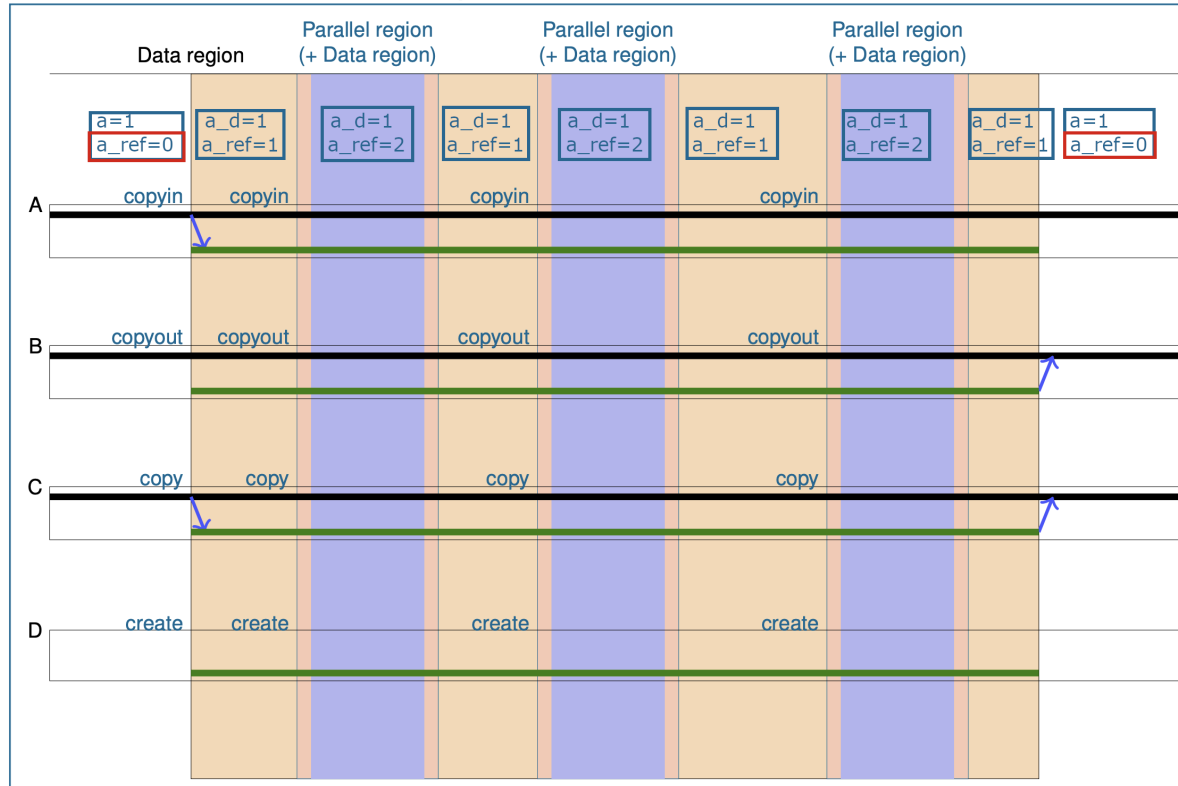 Data region
Parallel region
(+ Data region)
Parallel region
(+ Data region)
Parallel region
(+ Data region)
a=1
a_ref=0
a_d=1
a_ref=1
a_d=1
a_ref=2
a_d=1
a_ref=1
a_d=1
a_ref=2
a_d=1
a_ref=1
a_d=1
a_ref=2
a_d=1
a_ref=1
a=1
a_ref=0
A copyin copyin copyin copyin
B copyout copyout copyout copyout
C copy copy copy copy
D create create create create